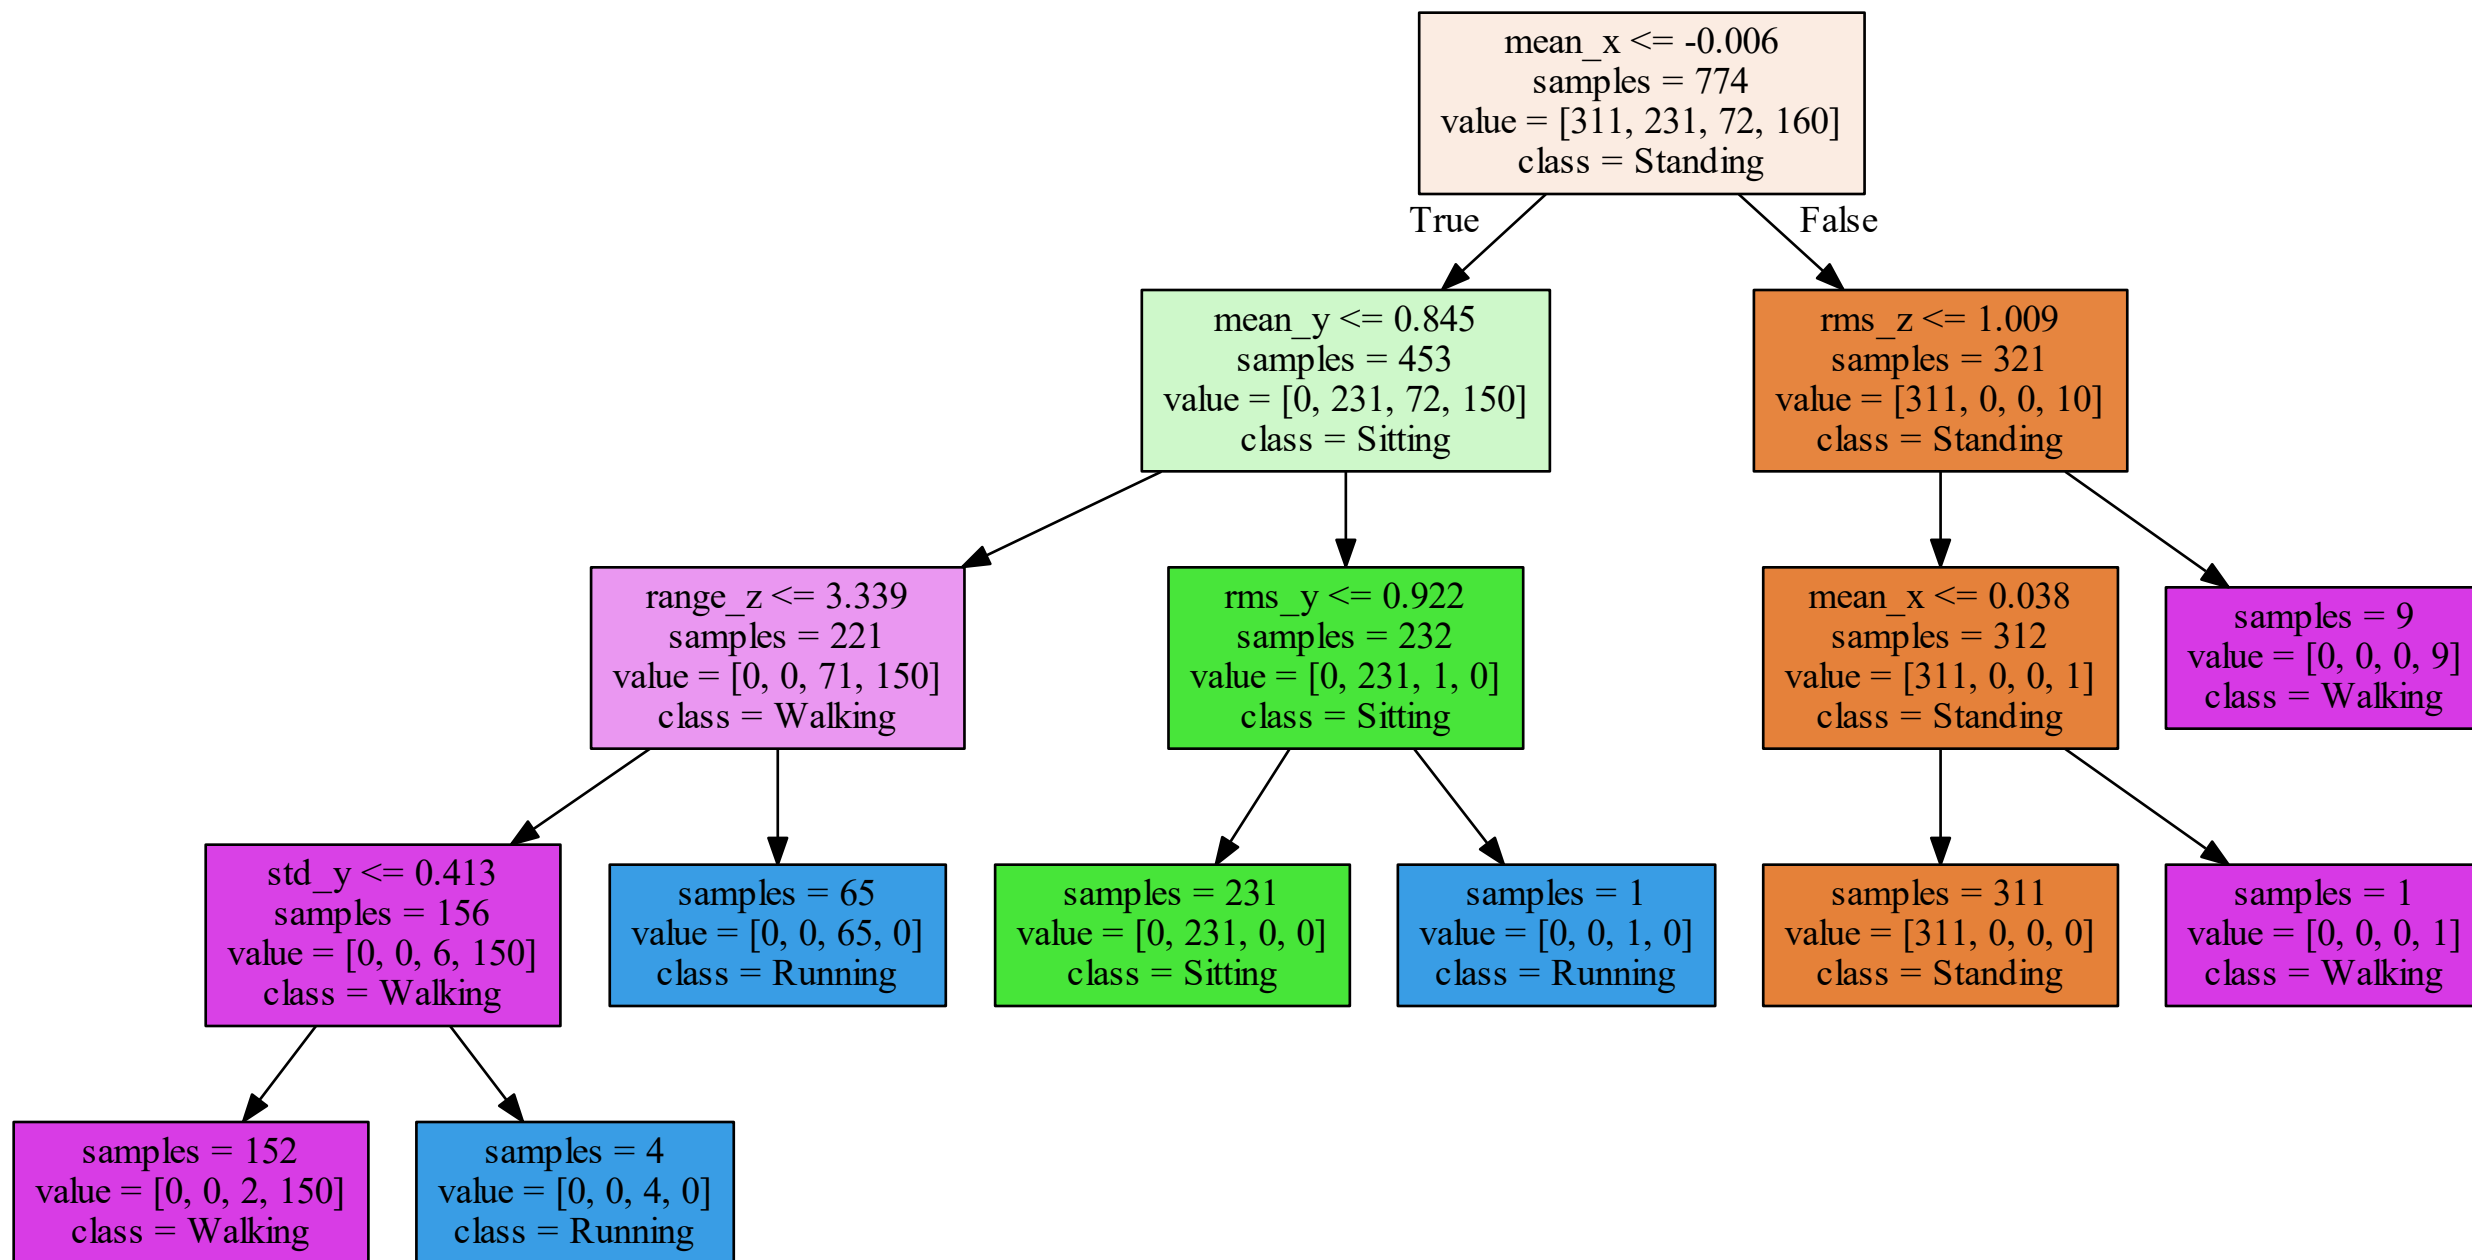 mean_x <= -0.006
samples = 774
value = [311, 231, 72, 160]
class = Standing
True
False
mean_y <= 0.845
samples = 453
value = [0, 231, 72, 150]
class = Sitting
rms_z <= 1.009
samples = 321
value = [311, 0, 0, 10]
class = Standing
range_z <= 3.339
samples = 221
value = [0, 0, 71, 150]
class = Walking
rms_y <= 0.922
samples = 232
value = [0, 231, 1, 0]
class = Sitting
mean_x <= 0.038
samples = 312
value = [311, 0, 0, 1]
class = Standing
samples = 9
value = [0, 0, 0, 9]
class = Walking
std_y <= 0.413
samples = 156
value = [0, 0, 6, 150]
class = Walking
samples = 65
value = [0, 0, 65, 0]
class = Running
samples = 231
value = [0, 231, 0, 0]
class = Sitting
samples = 1
value = [0, 0, 1, 0]
class = Running
samples = 311
value = [311, 0, 0, 0]
class = Standing
samples = 1
value = [0, 0, 0, 1]
class = Walking
samples = 152
value = [0, 0, 2, 150]
class = Walking
samples = 4
value = [0, 0, 4, 0]
class = Running